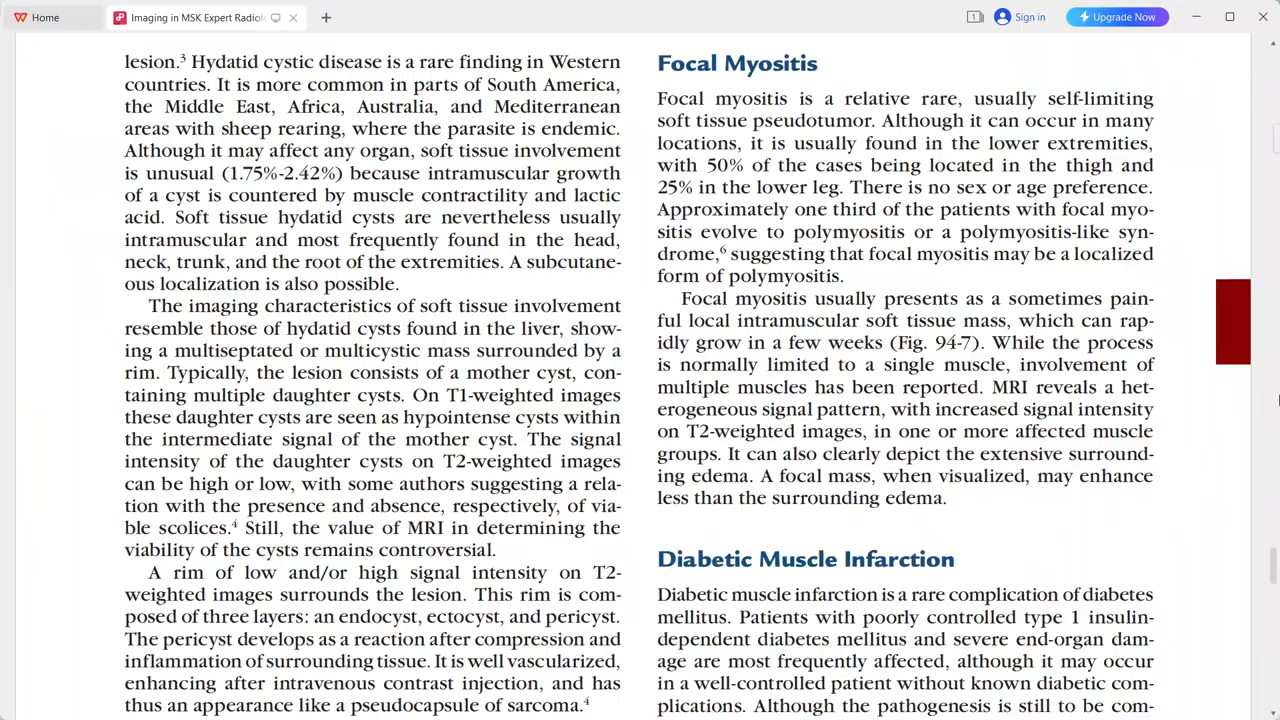 Home
Imaging in MSK Expert Radiolo
1
Sign in
Upgrade Now
lesion.³ Hydatid cystic disease is a rare finding in Western
countries. It is more common in parts of South America,
the Middle East, Africa, Australia, and Mediterranean
areas with sheep rearing, where the parasite is endemic.
Although it may affect any organ, soft tissue involvement
is unusual (1.75%-2.42%) because intramuscular growth
of a cyst is countered by muscle contractility and lactic
acid. Soft tissue hydatid cysts are nevertheless usually
intramuscular and most frequently found in the head,
neck, trunk, and the root of the extremities. A subcutane-
ous localization is also possible.
The imaging characteristics of soft tissue involvement
resemble those of hydatid cysts found in the liver, show-
ing a multiseptated or multicystic mass surrounded by a
rim. Typically, the lesion consists of a mother cyst, con-
taining multiple daughter cysts. On T1-weighted images
these daughter cysts are seen as hypointense cysts within
the intermediate signal of the mother cyst. The signal
intensity of the daughter cysts on T2-weighted images
can be high or low, with some authors suggesting a rela-
tion with the presence and absence, respectively, of via-
ble scolices.⁴ Still, the value of MRI in determining the
viability of the cysts remains controversial.
A rim of low and/or high signal intensity on T2-
weighted images surrounds the lesion. This rim is com-
posed of three layers: an endocyst, ectocyst, and pericyst.
The pericyst develops as a reaction after compression and
inflammation of surrounding tissue. It is well vascularized,
enhancing after intravenous contrast injection, and has
thus an appearance like a pseudocapsule of sarcoma.⁴
Focal Myositis
Focal myositis is a relative rare, usually self-limiting
soft tissue pseudotumor. Although it can occur in many
locations, it is usually found in the lower extremities,
with 50% of the cases being located in the thigh and
25% in the lower leg. There is no sex or age preference.
Approximately one third of the patients with focal myo-
sitis evolve to polymyositis or a polymyositis-like syn-
drome,⁶ suggesting that focal myositis may be a localized
form of polymyositis.
Focal myositis usually presents as a sometimes pain-
ful local intramuscular soft tissue mass, which can rap-
idly grow in a few weeks (Fig. 94-7). While the process
is normally limited to a single muscle, involvement of
multiple muscles has been reported. MRI reveals a het-
erogeneous signal pattern, with increased signal intensity
on T2-weighted images, in one or more affected muscle
groups. It can also clearly depict the extensive surround-
ing edema. A focal mass, when visualized, may enhance
less than the surrounding edema.
Diabetic Muscle Infarction
Diabetic muscle infarction is a rare complication of diabetes
mellitus. Patients with poorly controlled type 1 insulin-
dependent diabetes mellitus and severe end-organ dam-
age are most frequently affected, although it may occur
in a well-controlled patient without known diabetic com-
plications. Although the pathogenesis is still to be com-